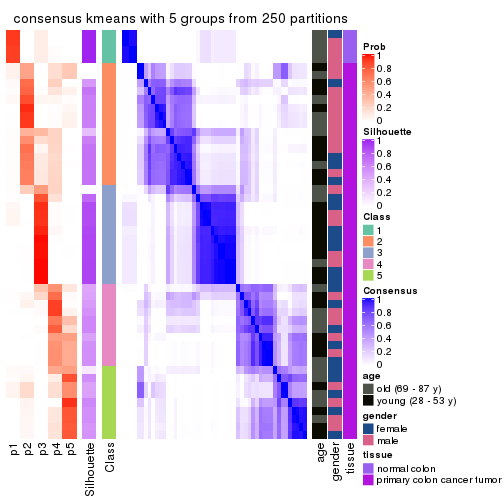 consensus kmeans with 5 groups from 250 partitions
Prob
1
0.8
0.6
0.4
0.2
0
Silhouette
1
0.8
0.6
0.4
0.2
0
Class
1
2
3
4
5
Consensus
1
0.8
0.6
0.4
0.2
0
age
old (69 - 87 y)
young (28 - 53 y)
gender
female
male
tissue
normal colon
primary colon cancer tumor
p1
p2
p3
p4
p5
Silhouette
Class
age
gender
tissue